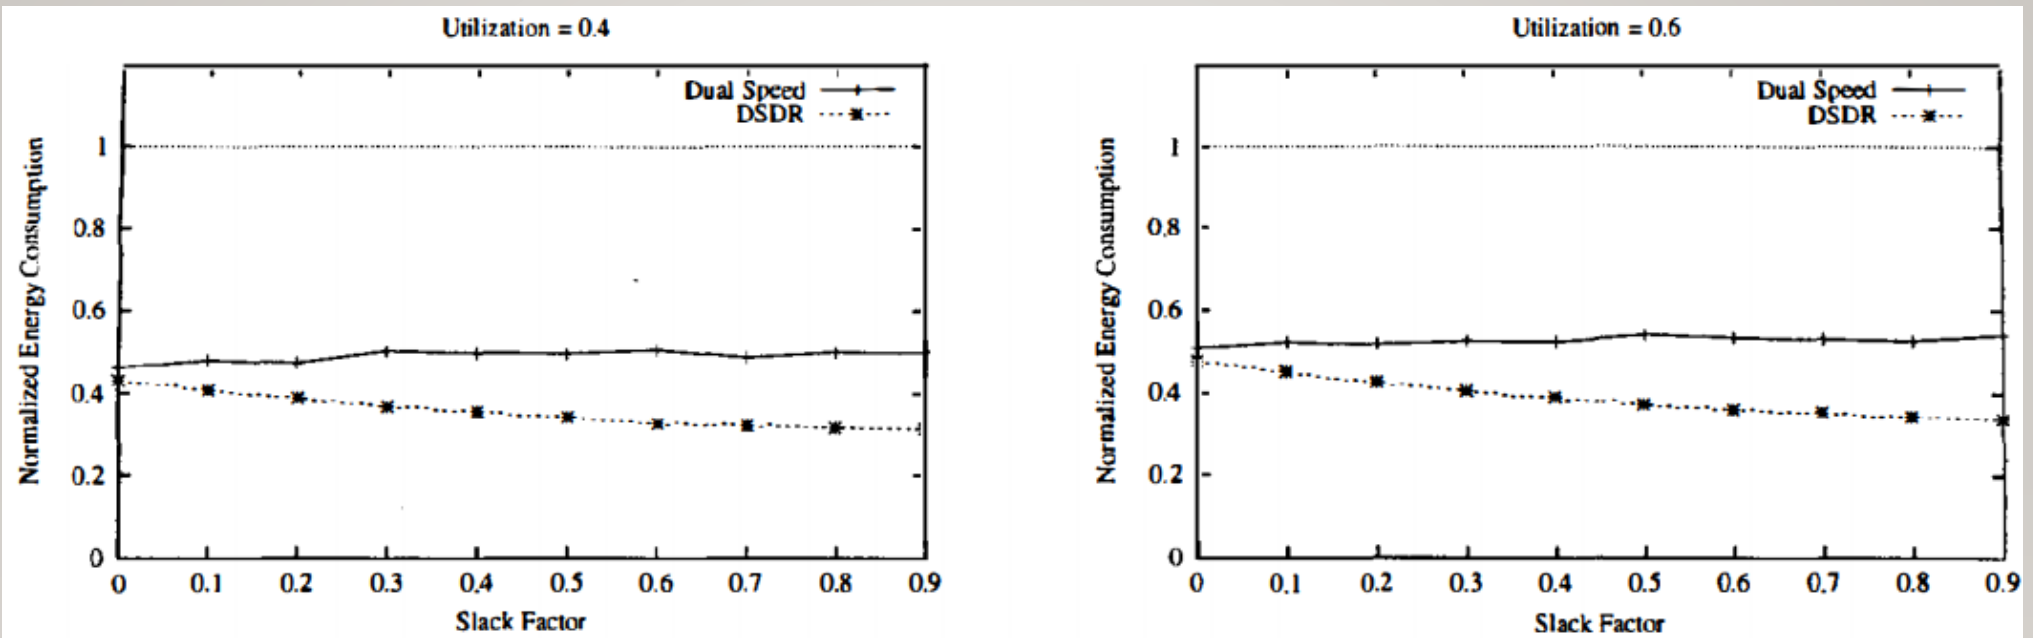 Utilization = 0.4
Dual Speed
DSDR
Normalized Energy Consumption
1
0.8
0.6
0.4
0.2
0
0 0.1 0.2 0.3 0.4 0.5 0.6 0.7 0.8 0.9
Slack Factor
Utilization = 0.6
Dual Speed
DSDR
Normalized Energy Consumption
1
0.8
0.6
0.4
0.2
0
0 0.1 0.2 0.3 0.4 0.5 0.6 0.7 0.8 0.9
Slack Factor